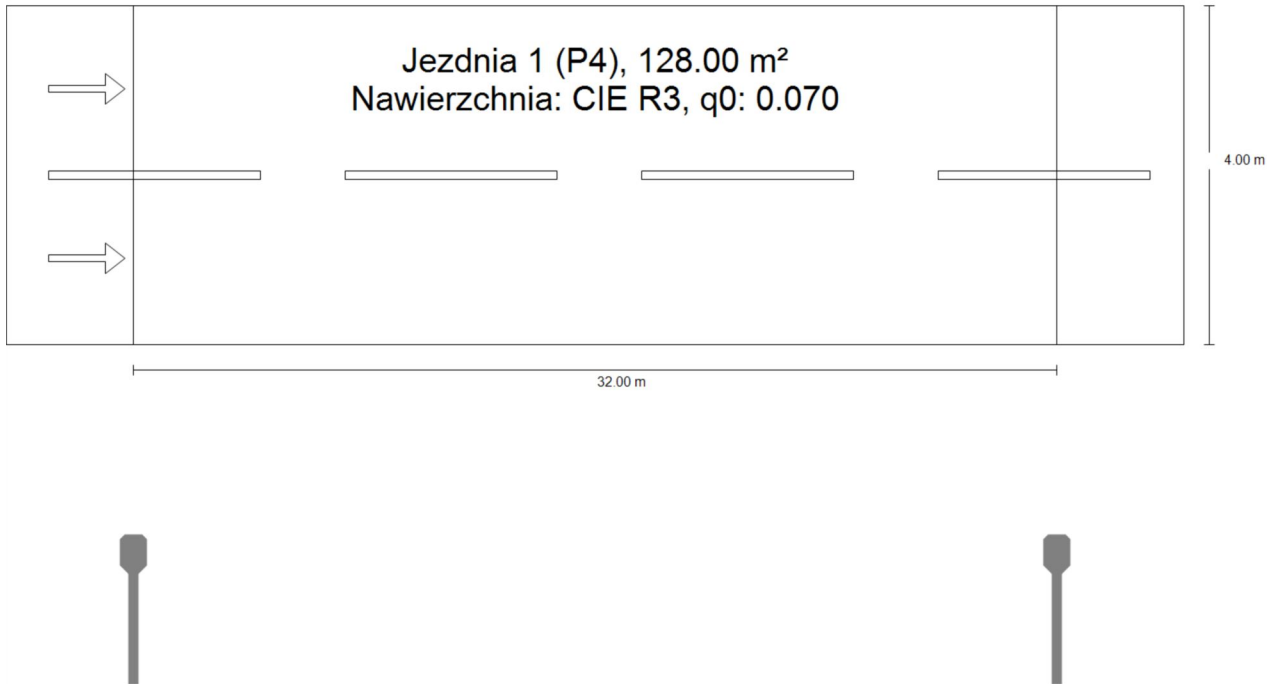 Jezdnia 1 (P4), 128.00 m²
Nawierzchnia: CIE R3, q0: 0.070
4.00 m
32.00 m